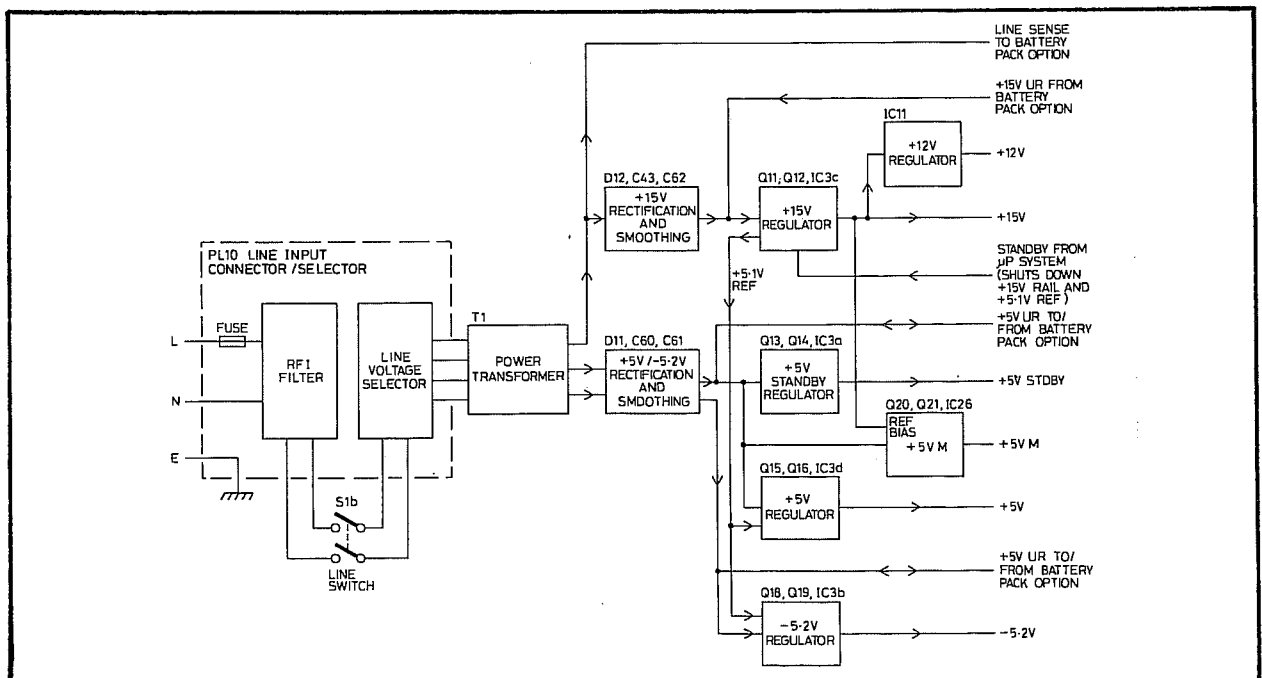 LINE SENSE
TO BATTERY
PACK OPTION
+15V UR FROM
BATTERY
PACK OPTION
IC11
+12V
REGULATOR
+12V
D12, C43, C62
+15V
RECTIFICATION
AND
SMOOTHING
Q11, Q12, IC3c
+15V
REGULATOR
+15V
STANDBY FROM
µP SYSTEM
(SHUTS DOWN
+15V RAIL AND
+5·1V REF)
+5·1V
REF
PL10 LINE INPUT
CONNECTOR/SELECTOR
L
FUSE
RFI
FILTER
LINE
VOLTAGE
SELECTOR
N
E
S1b
LINE
SWITCH
T1
POWER
TRANSFORMER
D11, C60, C61
+5V/-5·2V
RECTIFICATION
AND
SMOOTHING
+5V UR TO/
FROM BATTERY
PACK OPTION
Q13, Q14, IC3a
+5V
STANDBY
REGULATOR
+5V STDBY
Q20, Q21, IC26
REF
BIAS
+5V M
+5V M
Q15, Q16, IC3d
+5V
REGULATOR
+5V
+5V UR TO/
FROM BATTERY
PACK OPTION
Q18, Q19, IC3b
-5·2V
REGULATOR
-5·2V